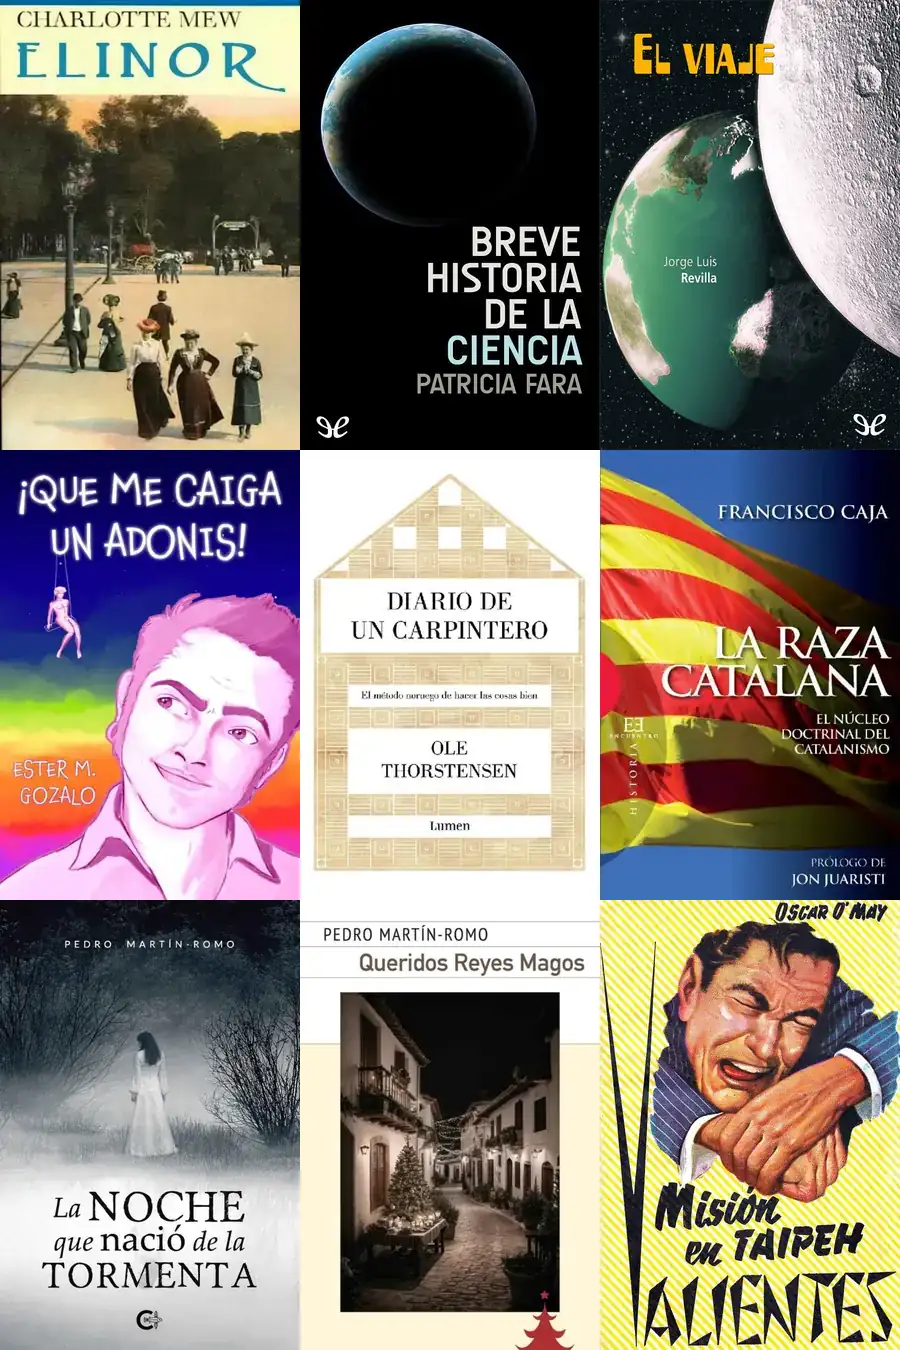 CHARLOTTE MEW
ELINOR
BREVE
HISTORIA
DE LA
CIENCIA
PATRICIA FARA
EL VIAJE
Jorge Luis
Revilla
¡QUE ME CAIGA
UN ADONIS!
ESTER M.
GOZALO
DIARIO DE
UN CARPINTERO
El método noruego de hacer las cosas bien
OLE
THORSTENSEN
Lumen
FRANCISCO CAJA
LA RAZA
CATALANA
EL NÚCLEO
DOCTRINAL DEL
CATALANISMO
ENCUENTRO
HISTORIA
PRÓLOGO DE
JON JUARISTI
PEDRO MARTÍN-ROMO
La NOCHE
que nació de la
TORMENTA
PEDRO MARTÍN-ROMO
Queridos Reyes Magos
OSCAR O'MAY
Misión
en TAIPEH
VALIENTES